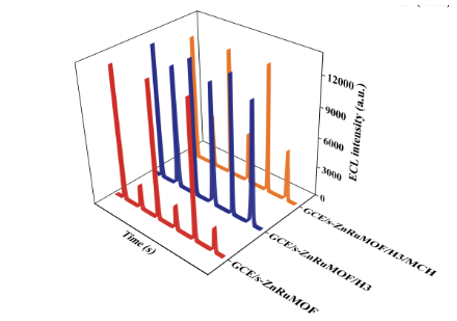 12000
9000
6000
3000
0
ECL intensity (a.u.)
Time (s)
GCE/s-ZnRuMOF/H3/MCH
GCE/s-ZnRuMOF/H3
GCE/s-ZnRuMOF